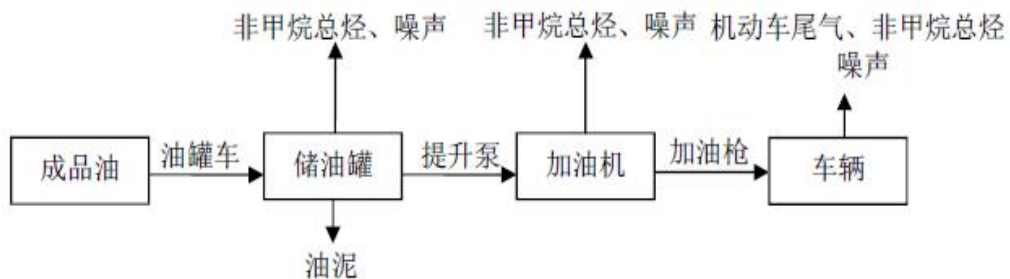 非甲烷总烃、噪声
非甲烷总烃、噪声
机动车尾气、非甲烷总烃
噪声
成品油
油罐车
储油罐
提升泵
加油机
加油枪
车辆
油泥